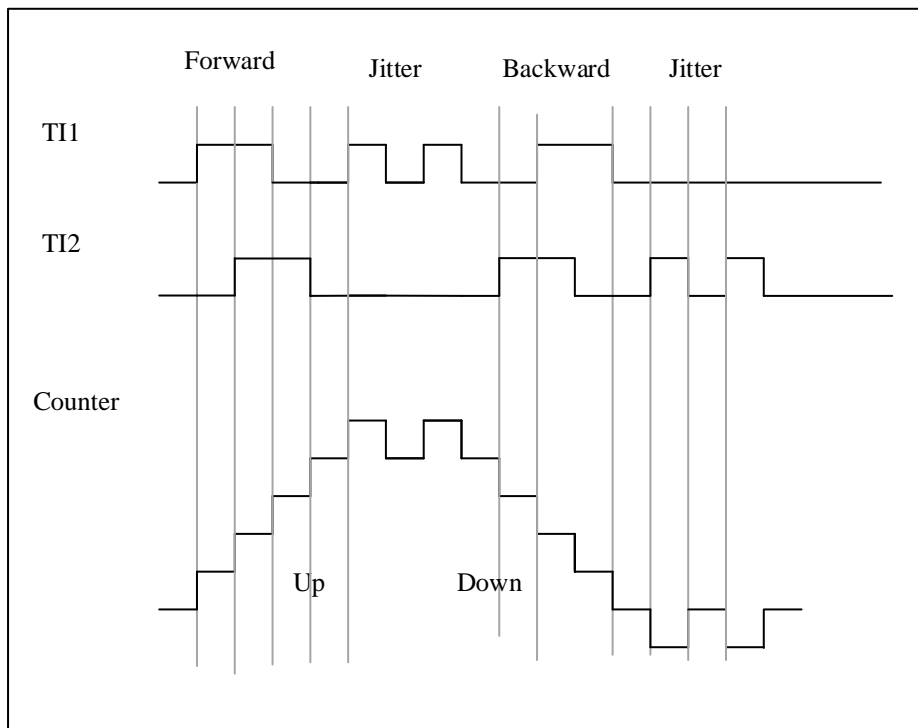 Forward
Jitter
Backward
Jitter
TI1
TI2
Counter
Up
Down